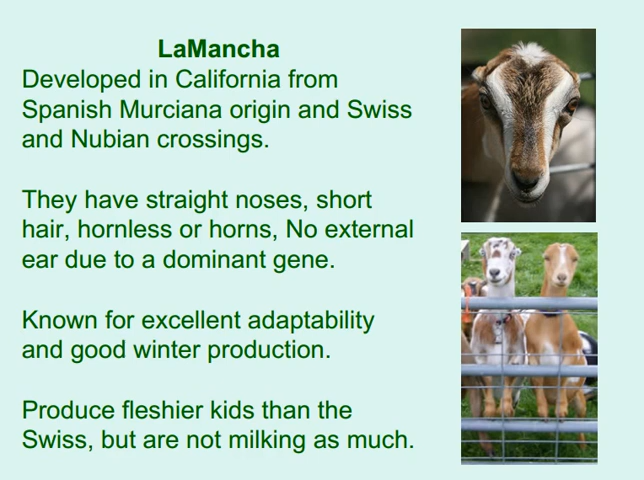 LaMancha
Developed in California from
Spanish Murciana origin and Swiss
and Nubian crossings.
They have straight noses, short
hair, hornless or horns, No external
ear due to a dominant gene.
Known for excellent adaptability
and good winter production.
Produce fleshier kids than the
Swiss, but are not milking as much.